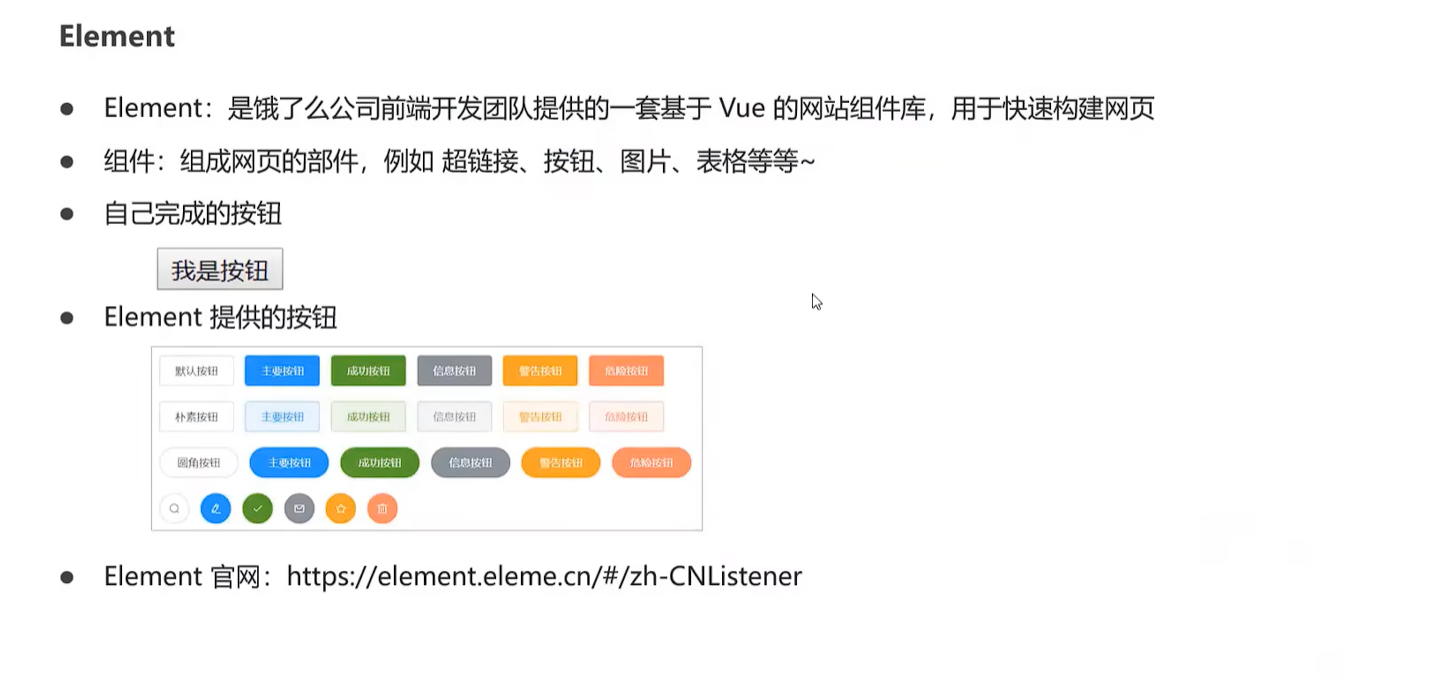 Element
● Element：是饿了么公司前端开发团队提供的一套基于 Vue 的网站组件库，用于快速构建网页
● 组件：组成网页的部件，例如 超链接、按钮、图片、表格等等~
● 自己完成的按钮
我是按钮
● Element 提供的按钮
默认按钮 主要按钮 成功按钮 信息按钮 警告按钮 危险按钮
朴素按钮 主要按钮 成功按钮 信息按钮 警告按钮 危险按钮
圆角按钮 主要按钮 成功按钮 信息按钮 警告按钮 危险按钮
● Element 官网：https://element.eleme.cn/#/zh-CNListener